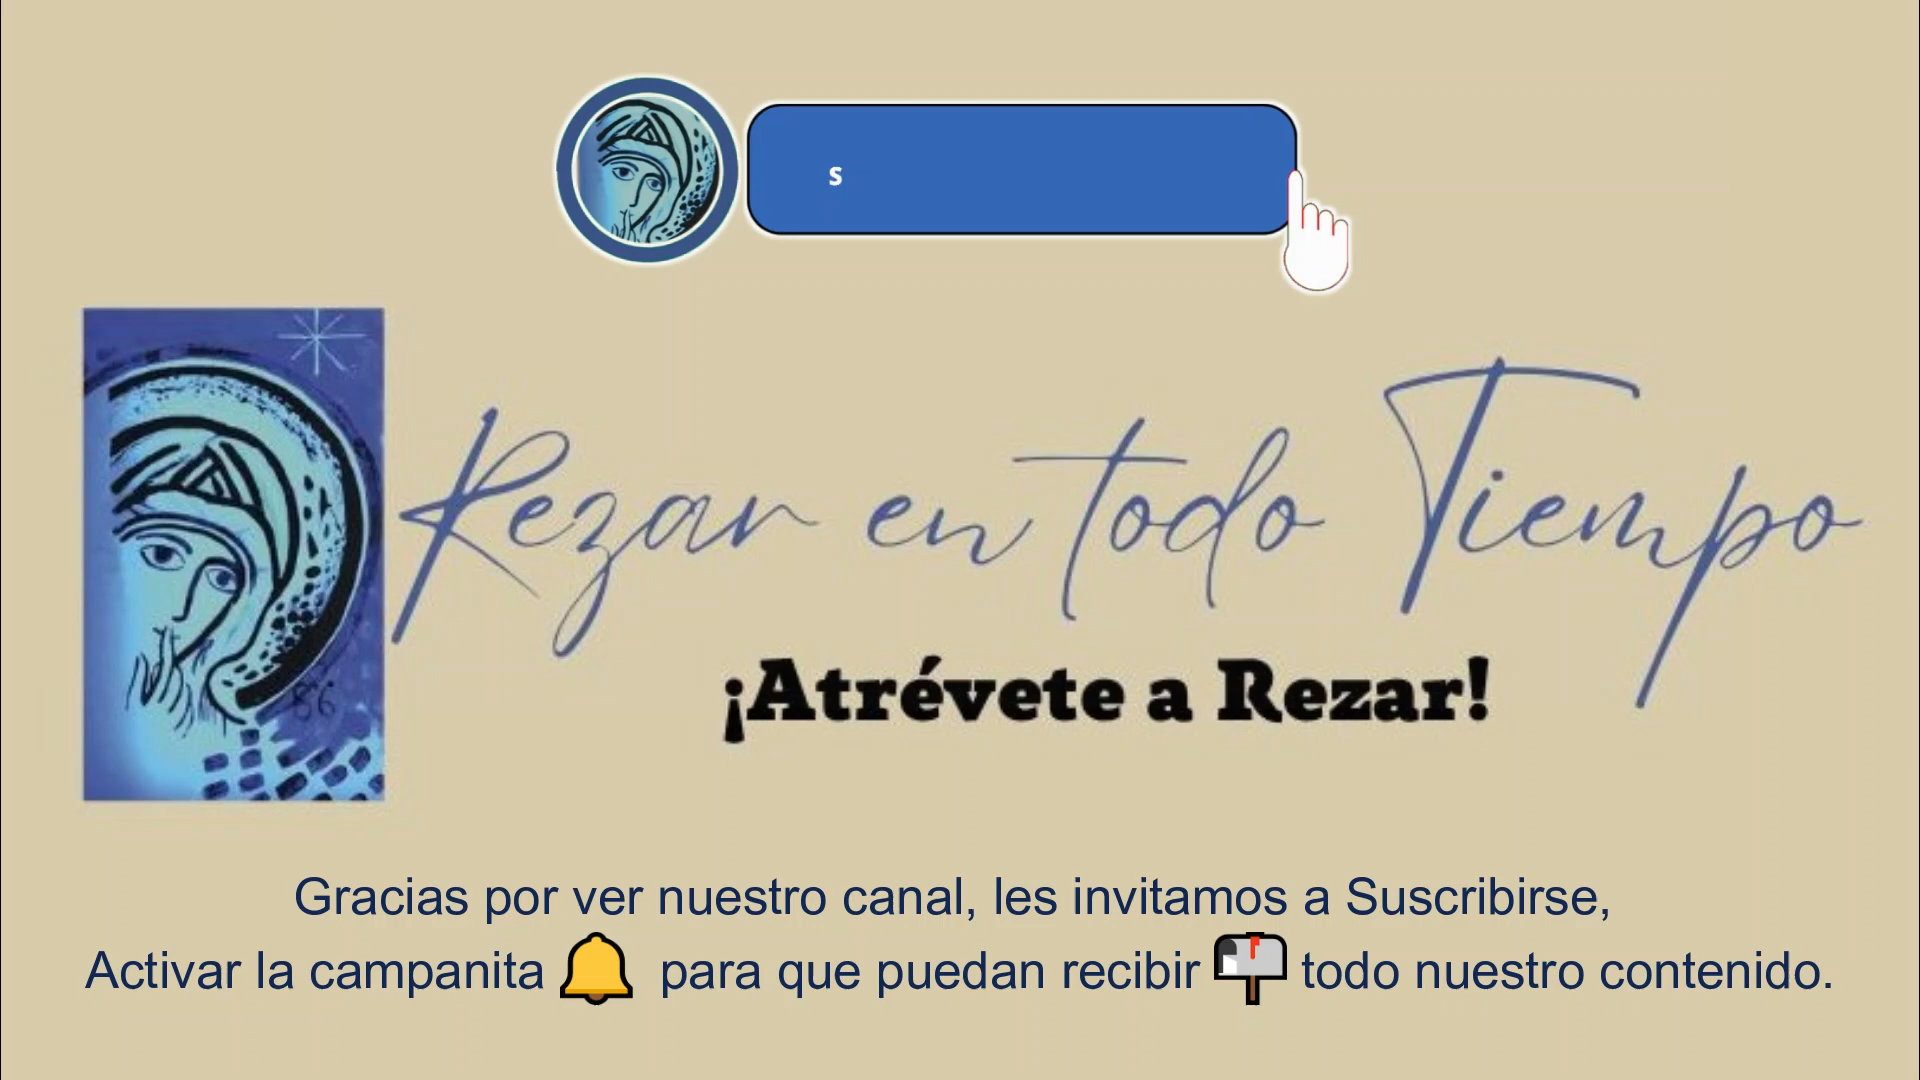 s
Rezar en todo Tiempo
¡Atrévete a Rezar!
86
Gracias por ver nuestro canal, les invitamos a Suscribirse,
Activar la campanita 🔔 para que puedan recibir 📫 todo nuestro contenido.